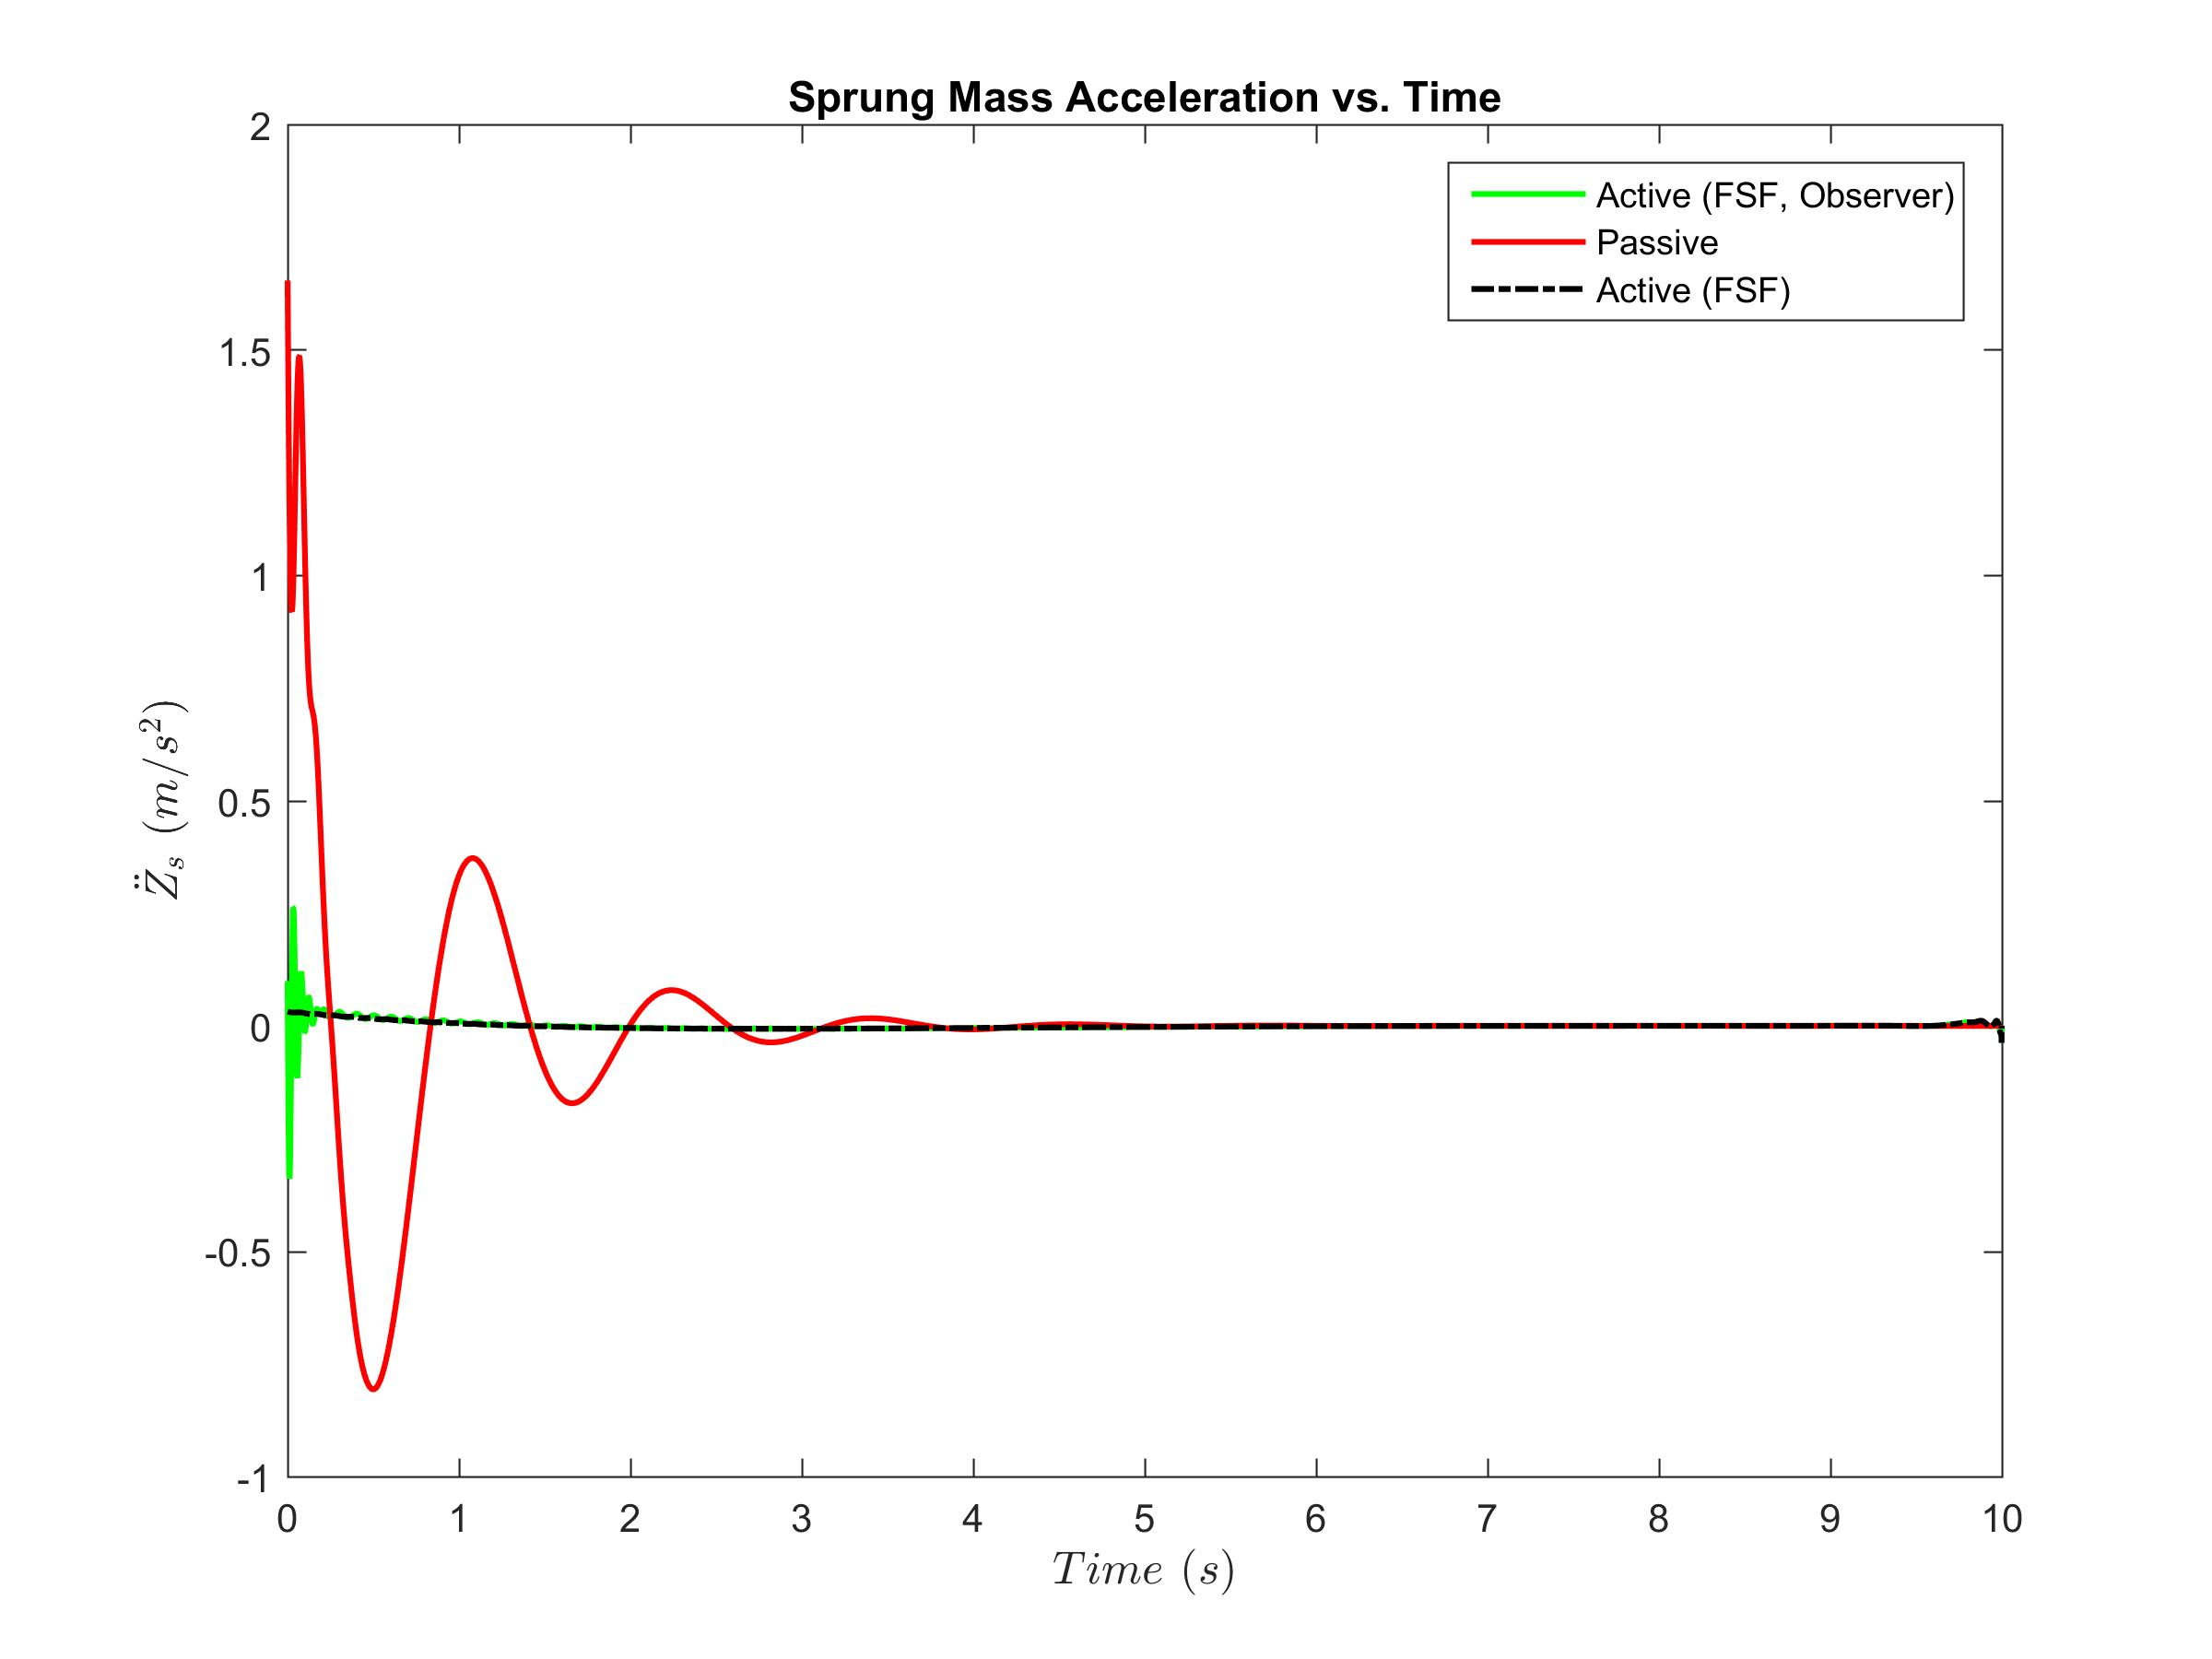 Sprung Mass Acceleration vs. Time
Active (FSF, Observer)
Passive
Active (FSF)
2
1.5
1
0.5
0
-0.5
-1
Z̈ₛ (m/s²)
0 1 2 3 4 5 6 7 8 9 10
Time (s)